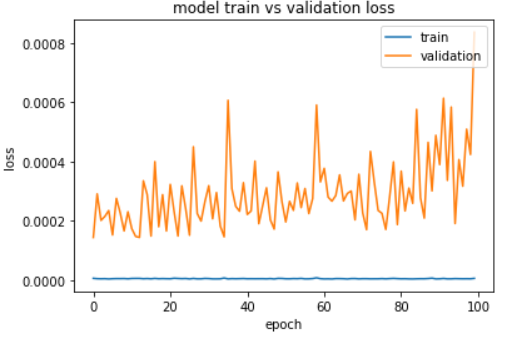 model train vs validation loss
train
validation
0.0008
0.0006
0.0004
0.0002
0.0000
loss
0 20 40 60 80 100
epoch